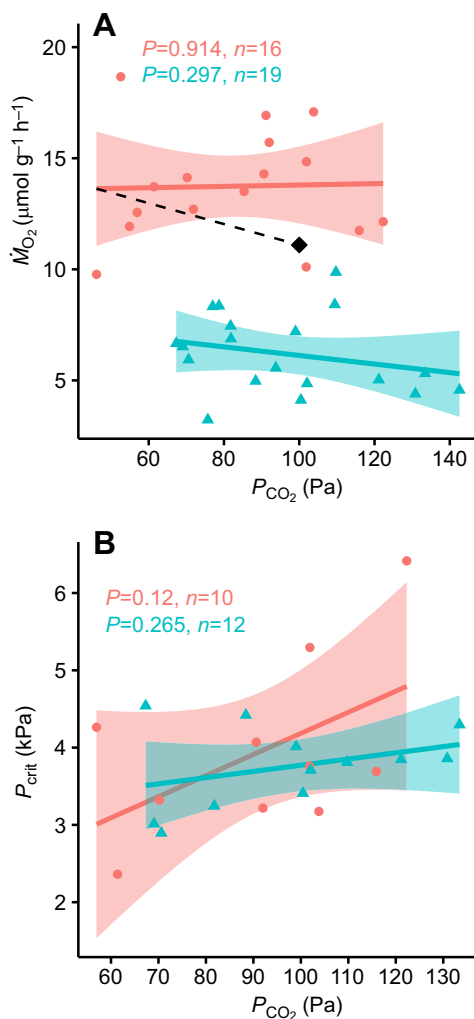 A
P=0.914, n=16
P=0.297, n=19
20
15
10
5
ṀO₂ (μmol g⁻¹ h⁻¹)
60 80 100 120 140
PCO₂ (Pa)
B
P=0.12, n=10
P=0.265, n=12
6
5
4
3
2
Pcrit (kPa)
60 70 80 90 100 110 120 130
PCO₂ (Pa)